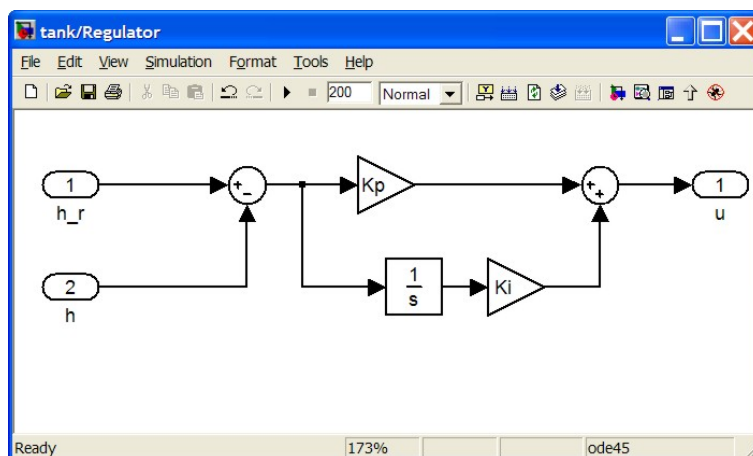 tank/Regulator
File Edit View Simulation Format Tools Help
200 Normal
1 + - Kp + + 1
h_r u
2 1 s Ki
h
Ready 173% ode45